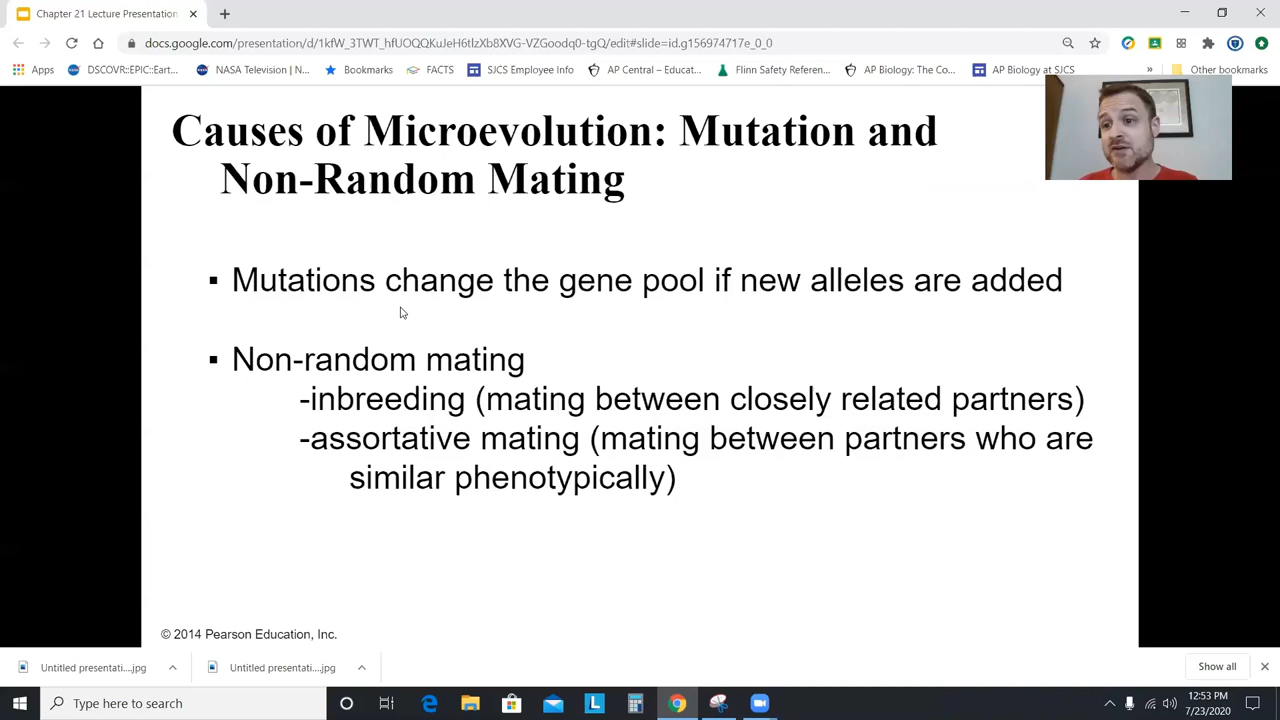 Chapter 21 Lecture Presentation
docs.google.com/presentation/d/1kfW_3TWT_hfUOQCKuJeH6tIzXb8XVG-VZGoodq0-tgQ/edit#slide=id.g156974717e_0_0
Apps DSCOVR::EPIC::Eart... NASA Television | N... Bookmarks FACTS SJCS Employee Info AP Central – Educat... Flinn Safety Referen... AP Biology: The Co... AP Biology at SJCS » Other bookmarks
Causes of Microevolution: Mutation and
Non-Random Mating
▪ Mutations change the gene pool if new alleles are added
▪ Non-random mating
-inbreeding (mating between closely related partners)
-assortative mating (mating between partners who are
similar phenotypically)
© 2014 Pearson Education, Inc.
Untitled presentati....jpg Untitled presentati....jpg Show all
Type here to search
12:53 PM
7/23/2020